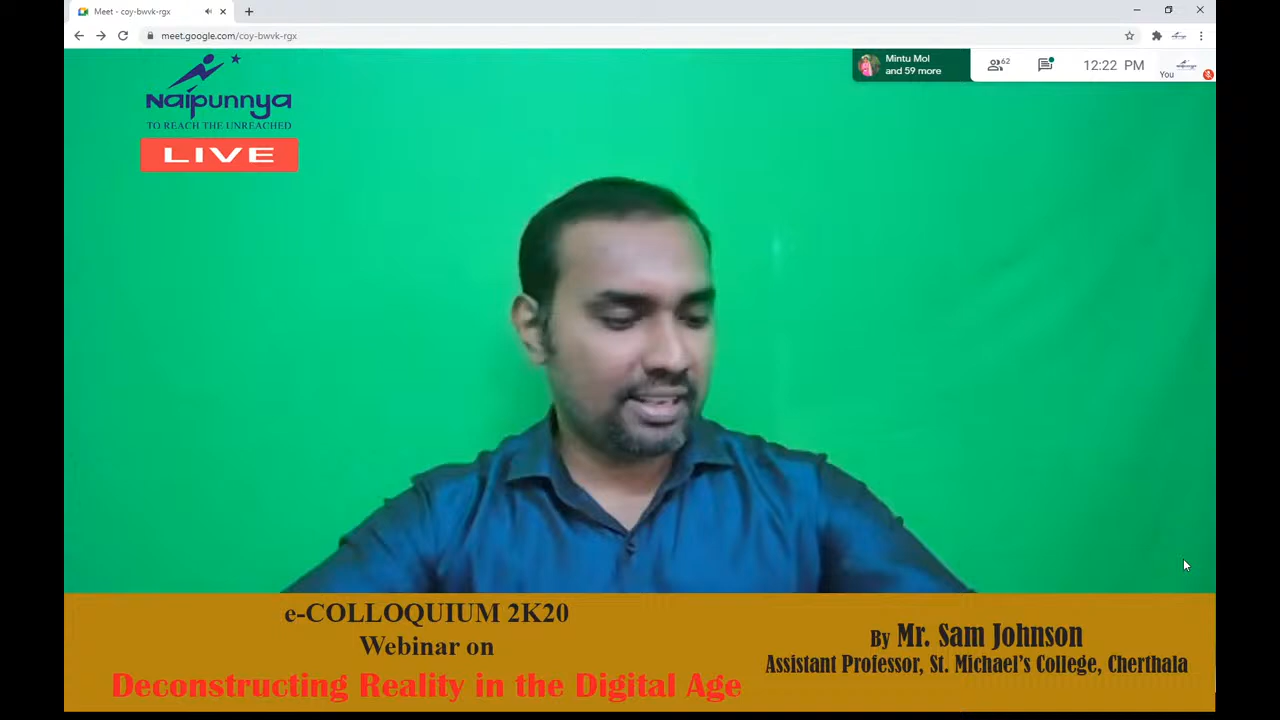 Meet - coy-bwvk-rgx
meet.google.com/coy-bwvk-rgx
Naipunnya
TO REACH THE UNREACHED
LIVE
Mintu Mol
and 59 more
62
12:22 PM
You
e-COLLOQUIUM 2K20
Webinar on
Deconstructing Reality in the Digital Age
By Mr. Sam Johnson
Assistant Professor, St. Michael's College, Cherthala